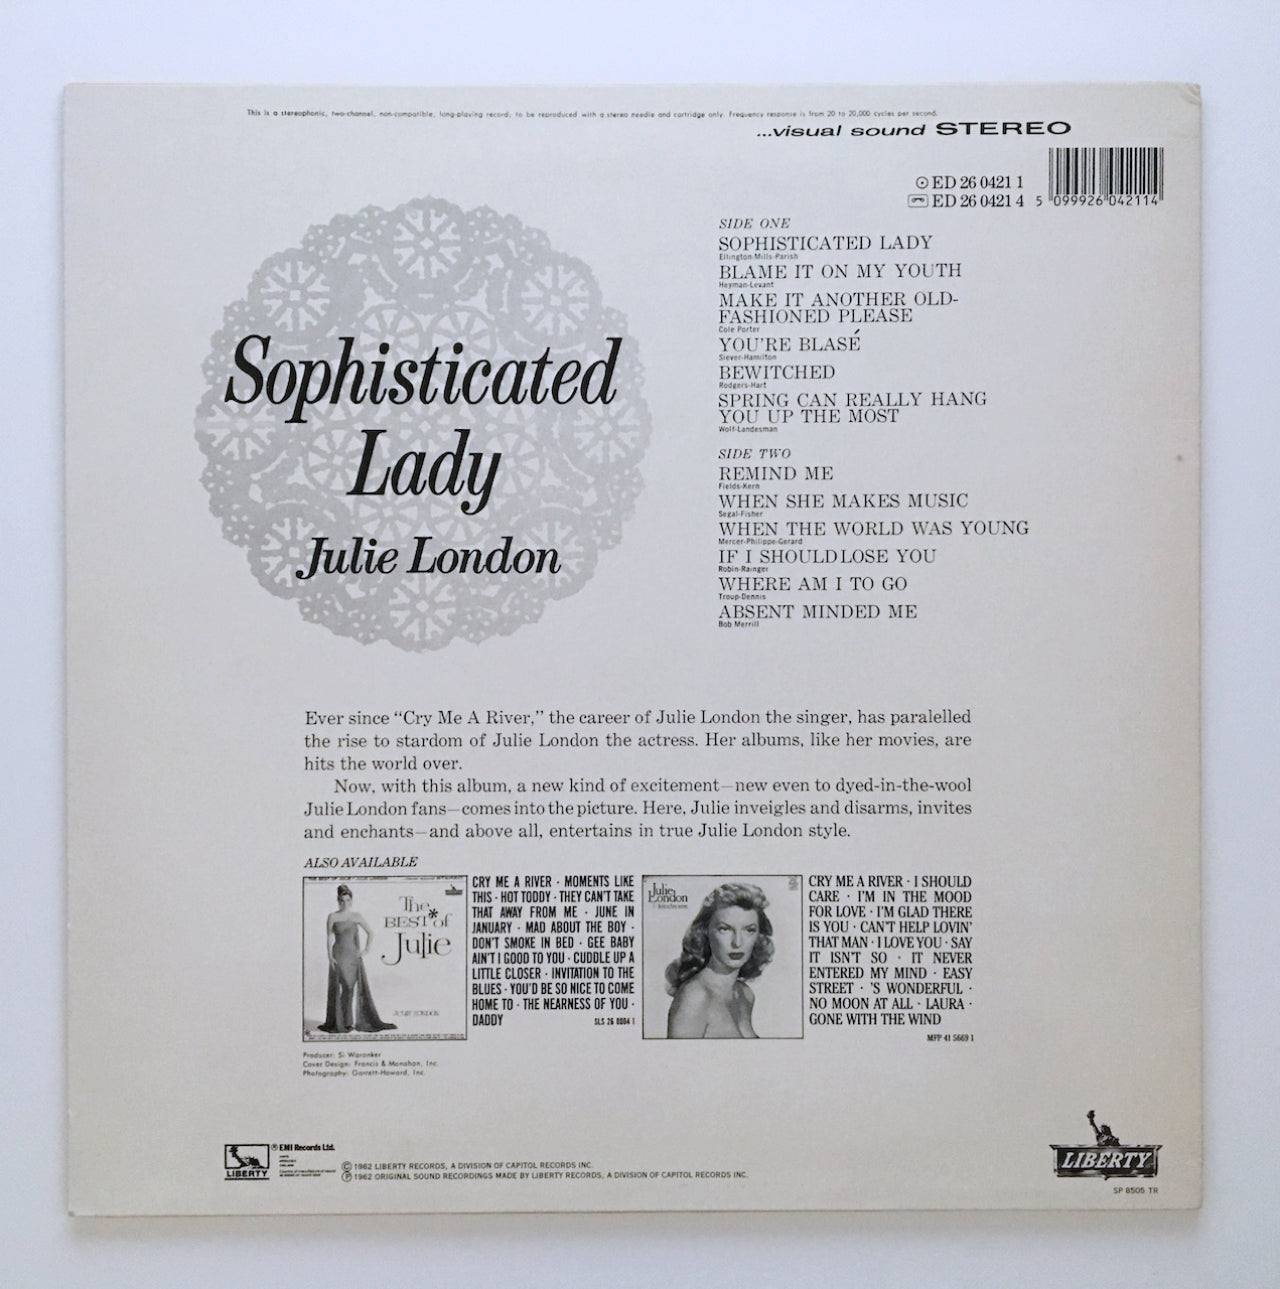 This is a stereophonic, two-channel, non-compatible, long-playing record; to be reproduced with a stereo needle and cartridge only. Frequency response is from 20 to 20,000 cycles per second.
...visual sound STEREO
ED 26 0421 1
ED 26 0421 4
5 099926 042114
Sophisticated
Lady
Julie London
SIDE ONE
SOPHISTICATED LADY
Ellington-Mills-Parish
BLAME IT ON MY YOUTH
Heyman-Levant
MAKE IT ANOTHER OLD-
FASHIONED PLEASE
Cole Porter
YOU'RE BLASÉ
Siever-Hamilton
BEWITCHED
Rodgers-Hart
SPRING CAN REALLY HANG
YOU UP THE MOST
Wolf-Landesman
SIDE TWO
REMIND ME
Fields-Kern
WHEN SHE MAKES MUSIC
Segal-Fisher
WHEN THE WORLD WAS YOUNG
Mercer-Philippe-Gerard
IF I SHOULD LOSE YOU
Robin-Rainger
WHERE AM I TO GO
Troup-Dennis
ABSENT MINDED ME
Bob Merrill
Ever since “Cry Me A River,” the career of Julie London the singer, has paralelled
the rise to stardom of Julie London the actress. Her albums, like her movies, are
hits the world over.
Now, with this album, a new kind of excitement—new even to dyed-in-the-wool
Julie London fans—comes into the picture. Here, Julie inveigles and disarms, invites
and enchants—and above all, entertains in true Julie London style.
ALSO AVAILABLE
The
BEST of
Julie
JULIE LONDON
CRY ME A RIVER · MOMENTS LIKE
THIS · HOT TODDY · THEY CAN'T TAKE
THAT AWAY FROM ME · JUNE IN
JANUARY · MAD ABOUT THE BOY ·
DON'T SMOKE IN BED · GEE BABY
AIN'T I GOOD TO YOU · CUDDLE UP A
LITTLE CLOSER · INVITATION TO THE
BLUES · YOU'D BE SO NICE TO COME
HOME TO · THE NEARNESS OF YOU ·
DADDY
SLS 26 0004 1
Julie
London
CRY ME A RIVER · I SHOULD
CARE · I'M IN THE MOOD
FOR LOVE · I'M GLAD THERE
IS YOU · CAN'T HELP LOVIN'
THAT MAN · I LOVE YOU · SAY
IT ISN'T SO · IT NEVER
ENTERED MY MIND · EASY
STREET · 'S WONDERFUL ·
NO MOON AT ALL · LAURA ·
GONE WITH THE WIND
MFP 41 5669 1
Producer: Si Waronker
Cover Design: Francis & Monahan, Inc.
Photography: Garrett-Howard, Inc.
LIBERTY
® EMI Records Ltd.
© 1962 LIBERTY RECORDS, A DIVISION OF CAPITOL RECORDS INC.
℗ 1962 ORIGINAL SOUND RECORDINGS MADE BY LIBERTY RECORDS, A DIVISION OF CAPITOL RECORDS INC.
LIBERTY
SP 8505 TR